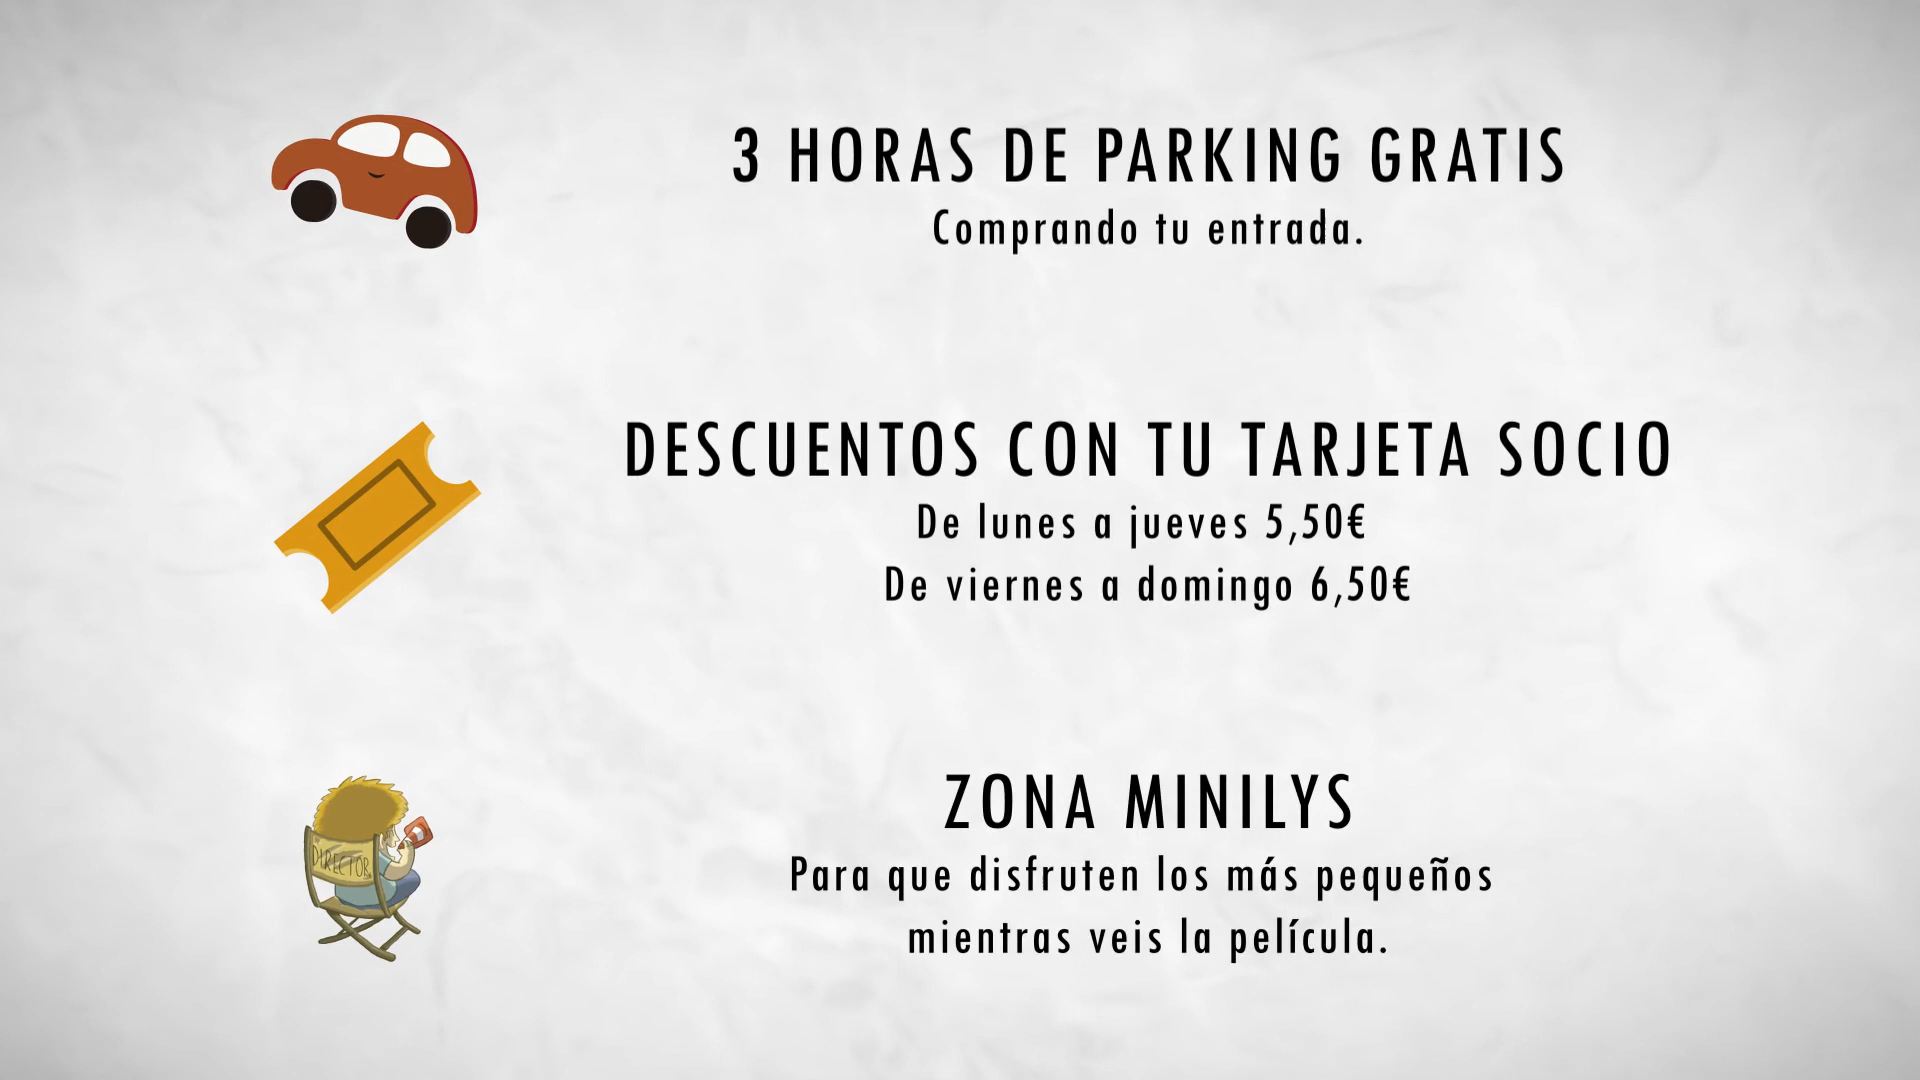 3 HORAS DE PARKING GRATIS
Comprando tu entrada.
DESCUENTOS CON TU TARJETA SOCIO
De lunes a jueves 5,50€
De viernes a domingo 6,50€
DIRECTOR
ZONA MINILYS
Para que disfruten los más pequeños
mientras veis la película.